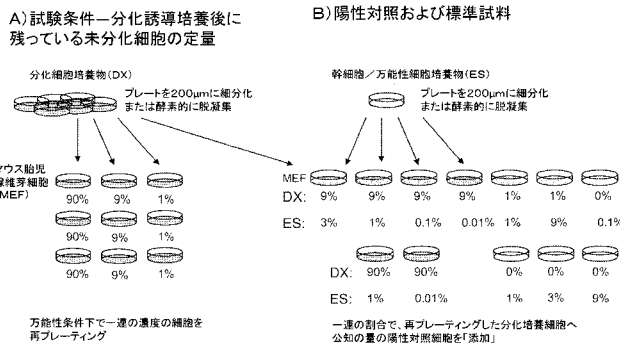 A)試験条件—分化誘導培養後に
残っている未分化細胞の定量
B)陽性対照および標準試料
分化細胞培養物(DX)
プレートを200μmに細分化
または酵素的に脱凝集
幹細胞/万能性細胞培養物(ES)
プレートを200μmに細分化
または酵素的に脱凝集
マウス胎児
線維芽細胞
(MEF)
90% 9% 1%
90% 9% 1%
90% 9% 1%
MEF
DX: 9% 9% 9% 9% 1% 1% 0%
ES: 3% 1% 0.1% 0.01% 1% 9% 0.1%
DX: 90% 90% 0% 0% 0%
ES: 1% 0.01% 1% 3% 9%
万能性条件下で一連の濃度の細胞を
再プレーティング
一連の割合で、再プレーティングした分化培養細胞へ
公知の量の陽性対照細胞を「添加」